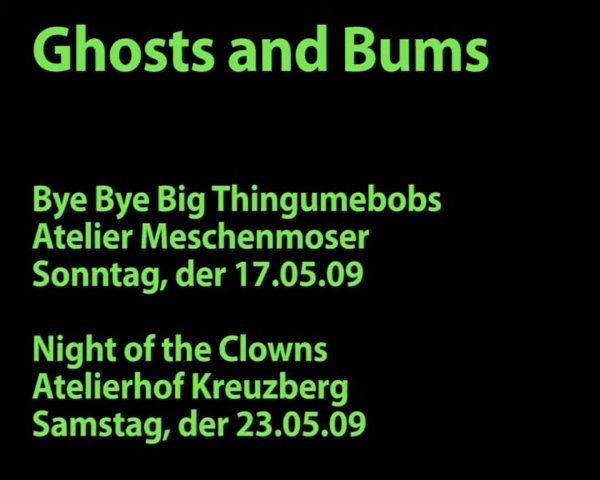 Ghosts and Bums
Bye Bye Big Thingumebobs
Atelier Meschenmoser
Sonntag, der 17.05.09
Night of the Clowns
Atelierhof Kreuzberg
Samstag, der 23.05.09